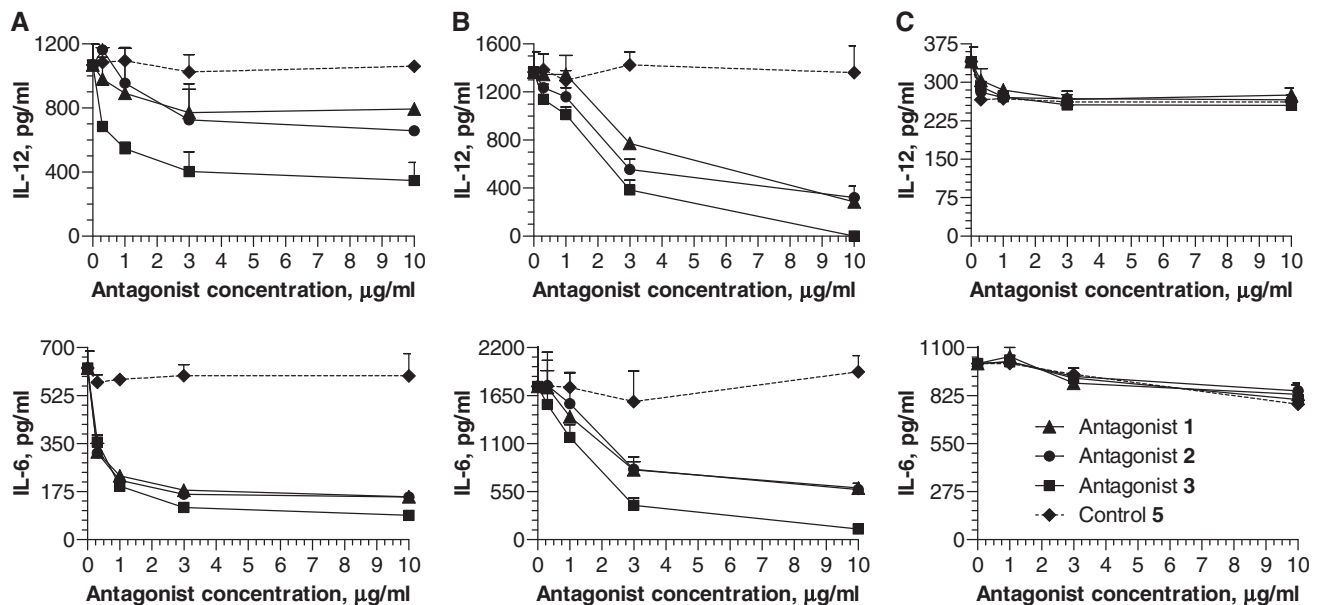 A
1200
800
400
0
IL-12, pg/ml
0 1 2 3 4 5 6 7 8 9 10
Antagonist concentration, μg/ml
B
1600
1200
800
400
0
IL-12, pg/ml
0 1 2 3 4 5 6 7 8 9 10
Antagonist concentration, μg/ml
C
375
300
225
150
75
0
IL-12, pg/ml
0 1 2 3 4 5 6 7 8 9 10
Antagonist concentration, μg/ml
700
525
350
175
0
IL-6, pg/ml
0 1 2 3 4 5 6 7 8 9 10
Antagonist concentration, μg/ml
2200
1650
1100
550
0
IL-6, pg/ml
0 1 2 3 4 5 6 7 8 9 10
Antagonist concentration, μg/ml
1100
825
550
275
0
IL-6, pg/ml
Antagonist 1
Antagonist 2
Antagonist 3
Control 5
0 1 2 3 4 5 6 7 8 9 10
Antagonist concentration, μg/ml